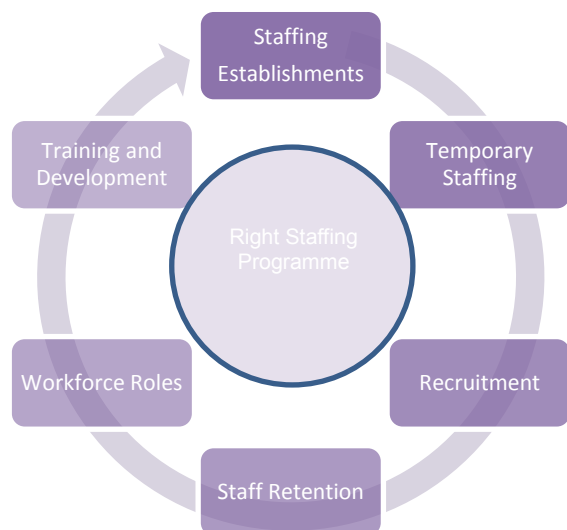 Staffing
Establishments
Temporary
Staffing
Recruitment
Staff Retention
Workforce Roles
Training and
Development
Right Staffing
Programme